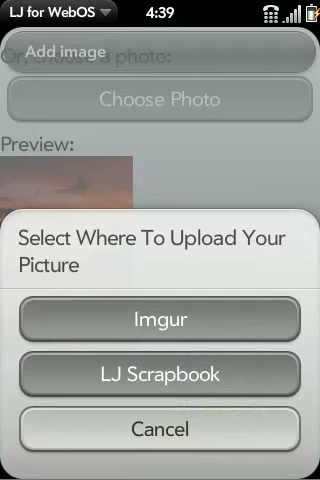 LJ for WebOS 4:39
Add image
Or, choose a photo:
Choose Photo
Preview:
Select Where To Upload Your
Picture
Imgur
LJ Scrapbook
Cancel